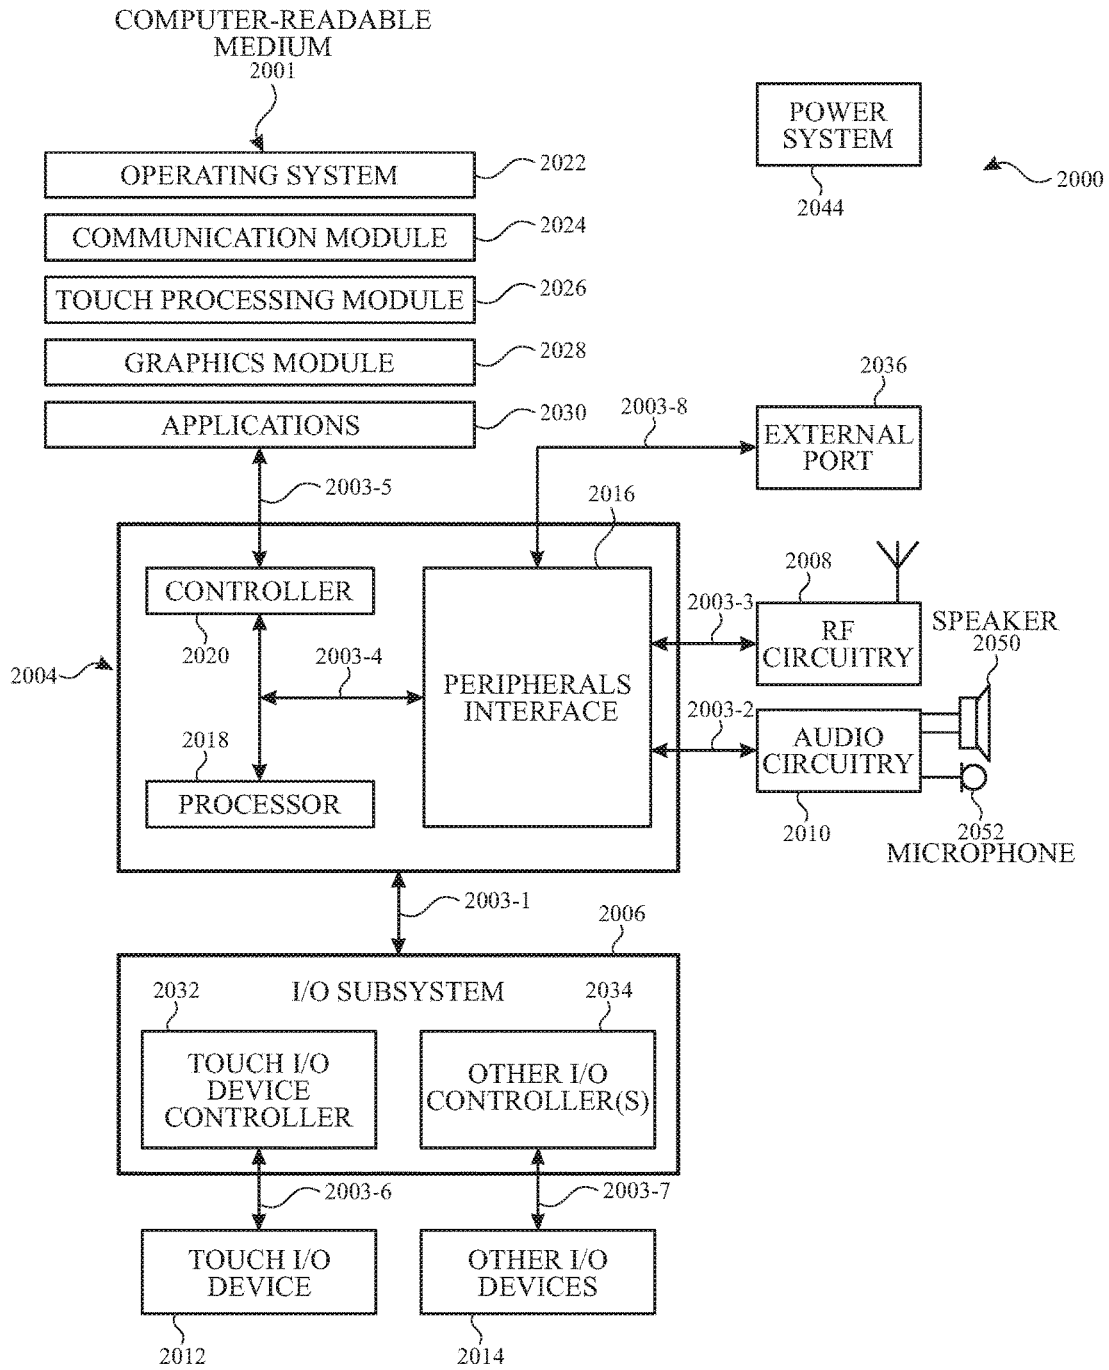 COMPUTER-READABLE
MEDIUM
2001
OPERATING SYSTEM
2022
COMMUNICATION MODULE
2024
TOUCH PROCESSING MODULE
2026
GRAPHICS MODULE
2028
APPLICATIONS
2030
POWER
SYSTEM
2044
2000
2003-8
2036
EXTERNAL
PORT
2003-5
2016
CONTROLLER
2020
2003-4
2004
PERIPHERALS
INTERFACE
2018
PROCESSOR
2008
2003-3
RF
CIRCUITRY
SPEAKER
2050
2003-2
AUDIO
CIRCUITRY
2010
2052
MICROPHONE
2003-1
2006
I/O SUBSYSTEM
2032
TOUCH I/O
DEVICE
CONTROLLER
2034
OTHER I/O
CONTROLLER(S)
2003-6
2003-7
TOUCH I/O
DEVICE
2012
OTHER I/O
DEVICES
2014